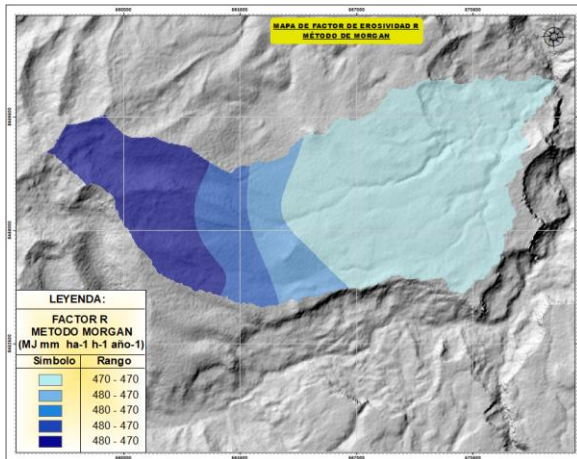 MAPA DE FACTOR DE EROSIVIDAD R
MÉTODO DE MORGAN
LEYENDA:
FACTOR R
METODO MORGAN
(MJ mm ha-1 h-1 año-1)
Símbolo Rango
470 - 470
480 - 470
480 - 470
480 - 470
480 - 470